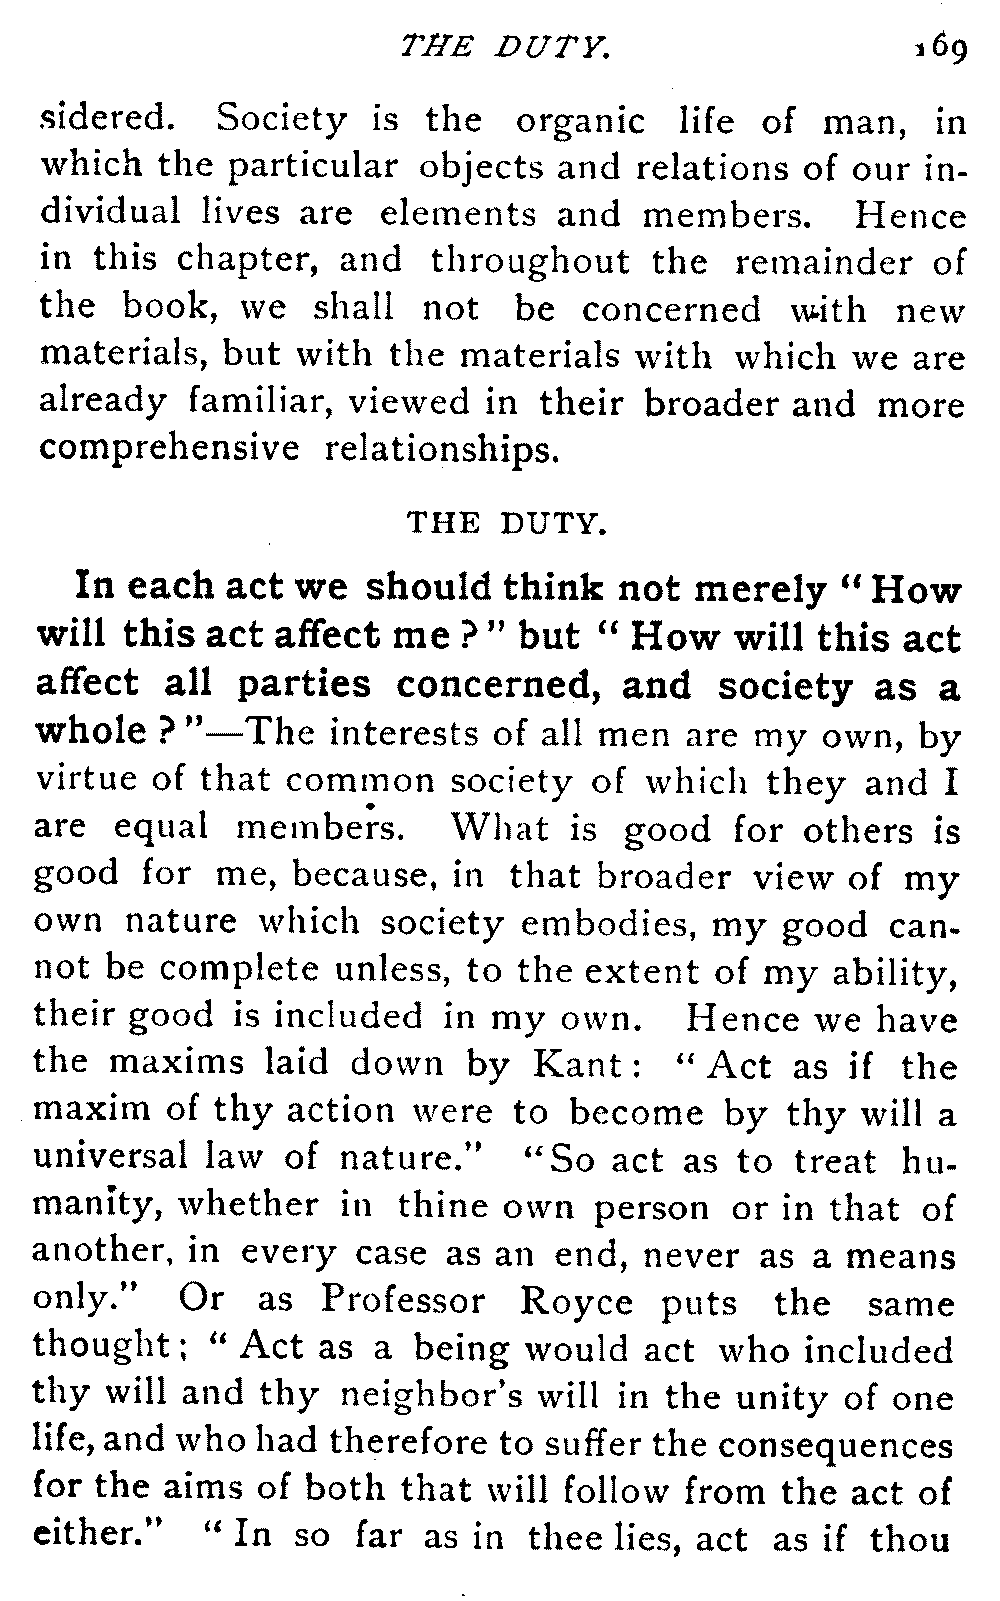 THE DUTY. 169
sidered. Society is the organic life of man, in
which the particular objects and relations of our in-
dividual lives are elements and members. Hence
in this chapter, and throughout the remainder of
the book, we shall not be concerned with new
materials, but with the materials with which we are
already familiar, viewed in their broader and more
comprehensive relationships.
THE DUTY.
In each act we should think not merely “ How
will this act affect me ? ” but “ How will this act
affect all parties concerned, and society as a
whole ? ”—The interests of all men are my own, by
virtue of that common society of which they and I
are equal members. What is good for others is
good for me, because, in that broader view of my
own nature which society embodies, my good can-
not be complete unless, to the extent of my ability,
their good is included in my own. Hence we have
the maxims laid down by Kant : “ Act as if the
maxim of thy action were to become by thy will a
universal law of nature.” “ So act as to treat hu-
manity, whether in thine own person or in that of
another, in every case as an end, never as a means
only.” Or as Professor Royce puts the same
thought ; “ Act as a being would act who included
thy will and thy neighbor’s will in the unity of one
life, and who had therefore to suffer the consequences
for the aims of both that will follow from the act of
either.” “ In so far as in thee lies, act as if thou